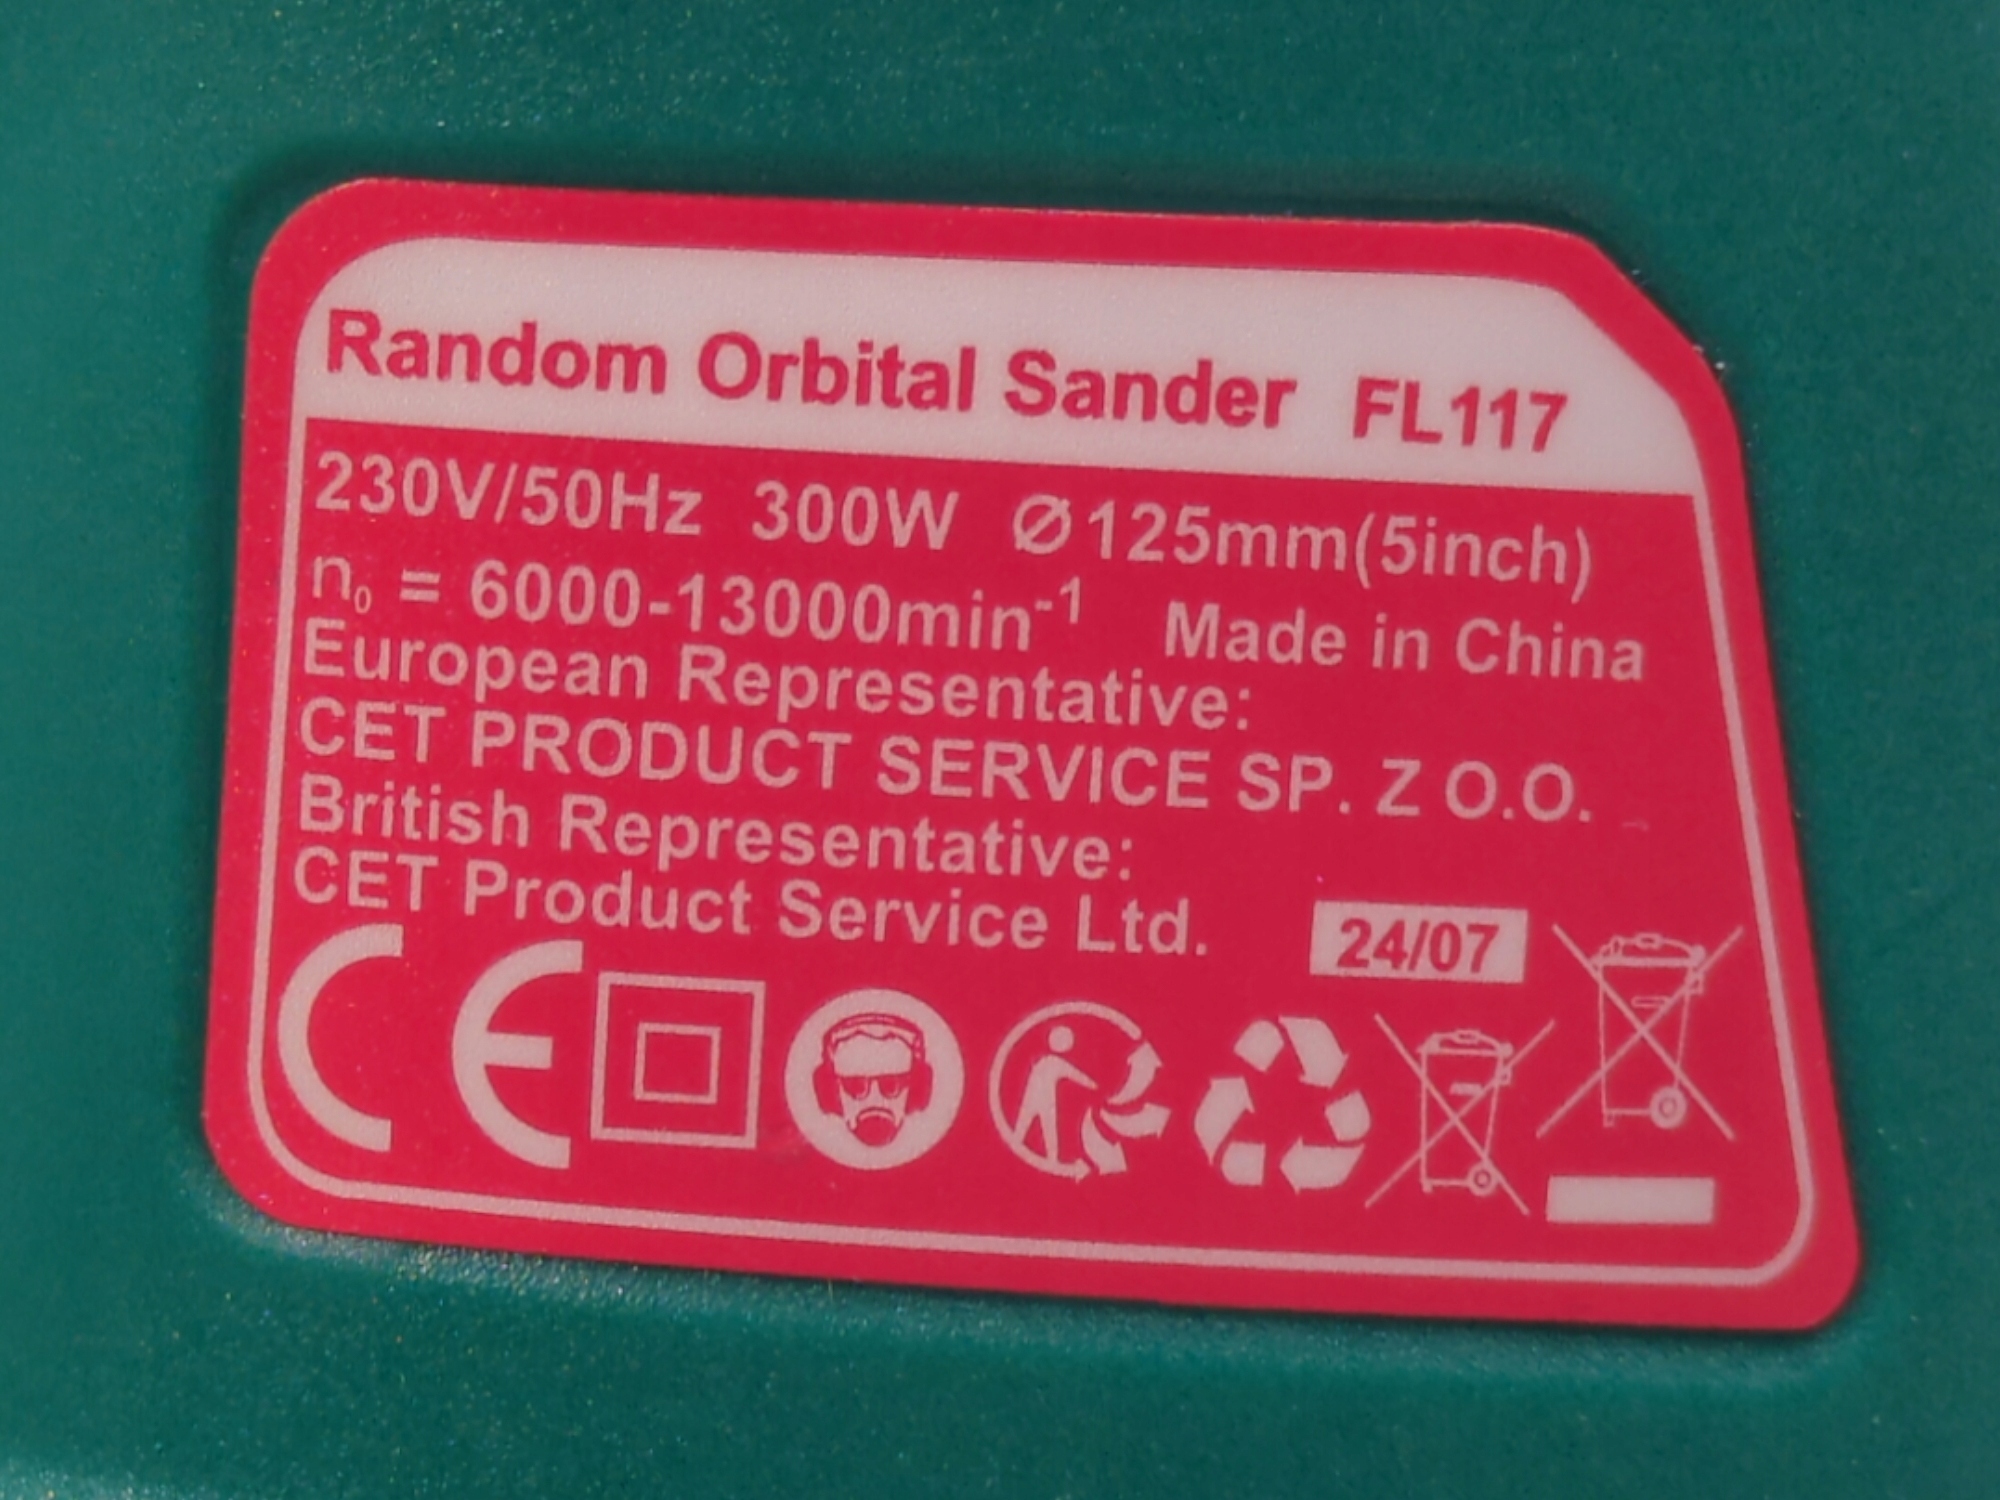 Random Orbital Sander FL117
230V/50Hz 300W Ø125mm(5inch)
n₀ = 6000-13000min⁻¹ Made in China
European Representative:
CET PRODUCT SERVICE SP. Z O.O.
British Representative:
CET Product Service Ltd.
24/07
CE